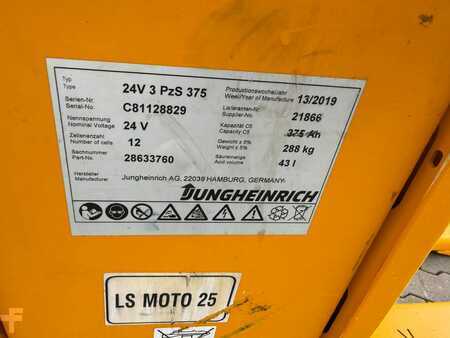 Typ
Type
24V 3 PzS 375
Produktionswoche/jahr
Week/Year of Manufacture
13/2019
Serien-Nr.
Serial-No.
C81128829
Lieferanten-Nr.
Supplier-No.
21866
Nennspannung
Nominal Voltage
24 V
Kapazität C5
Capacity C5
375 Ah
Zellenanzahl
Number of cells
12
Gewicht ± 5%
Weight ± 5%
288 kg
Sachnummer
Part-No.
28633760
Säuremenge
Acid volume
43 l
Hersteller
Manufacturer
Jungheinrich AG, 22039 HAMBURG, GERMANY
JUNGHEINRICH
LS MOTO 25